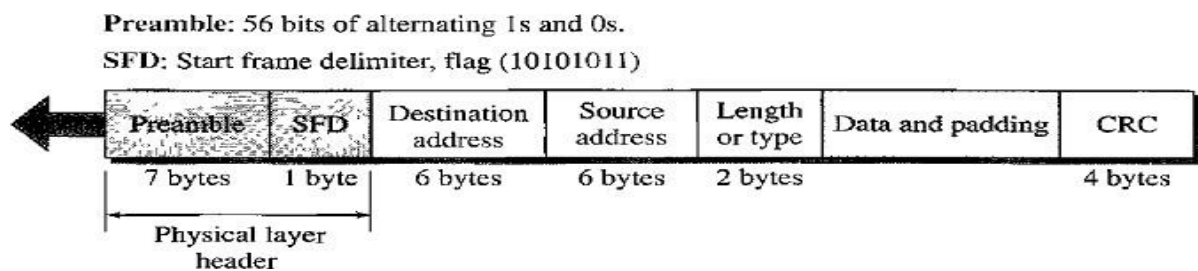 Preamble: 56 bits of alternating 1s and 0s.
SFD: Start frame delimiter, flag (10101011)
Preamble SFD Destination address Source address Length or type Data and padding CRC
7 bytes 1 byte 6 bytes 6 bytes 2 bytes 4 bytes
Physical layer
header